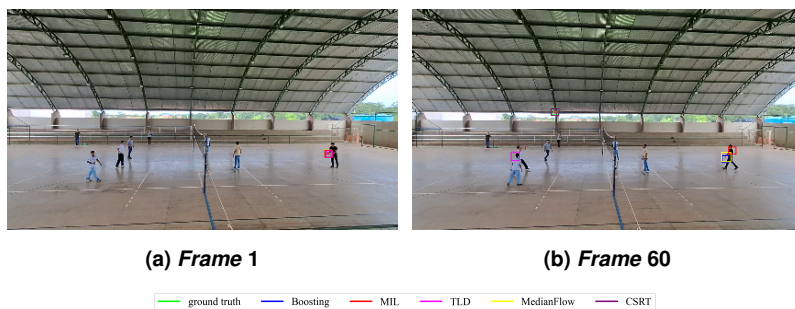 (a) Frame 1
(b) Frame 60
ground truth Boosting MIL TLD MedianFlow CSRT